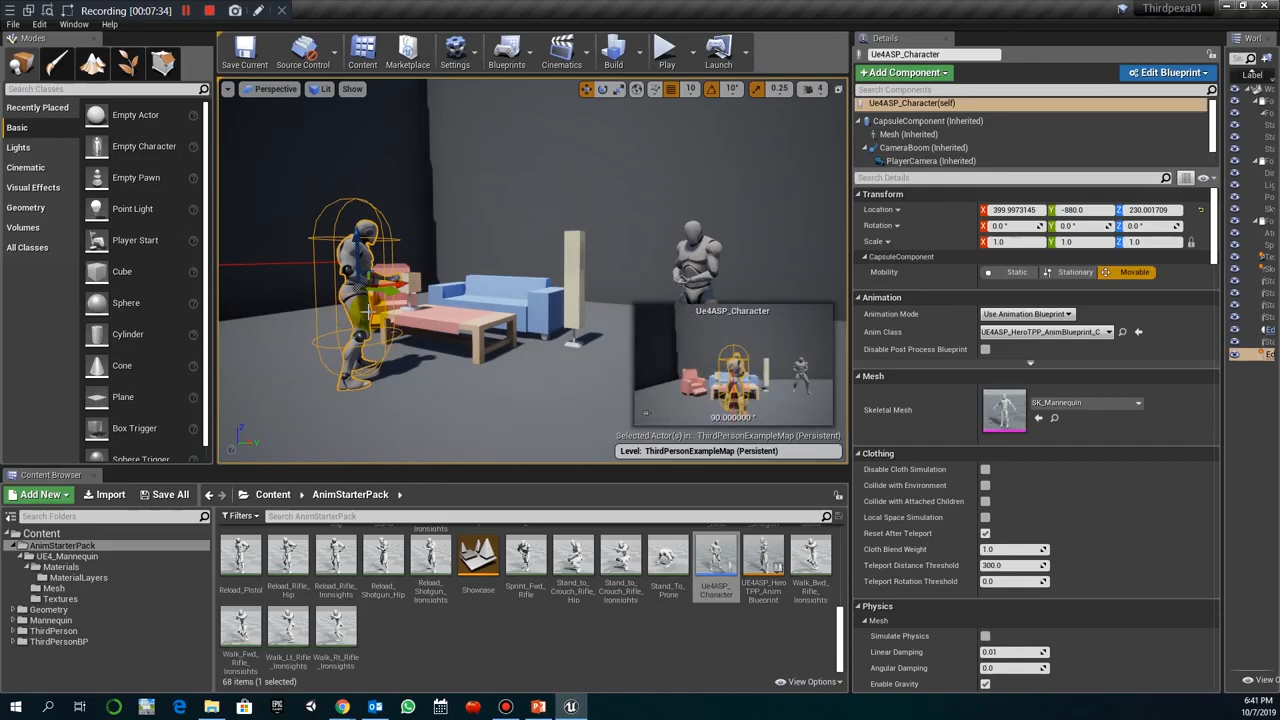 Recording [00:07:34]
Thirdpexa01
File Edit Window Help
Modes
Search Classes
Recently Placed
Basic
Lights
Cinematic
Visual Effects
Geometry
Volumes
All Classes
Empty Actor
Empty Character
Empty Pawn
Point Light
Player Start
Cube
Sphere
Cylinder
Cone
Plane
Box Trigger
Sphere Trigger
Save Current
Source Control
Content
Marketplace
Settings
Blueprints
Cinematics
Build
Play
Launch
Perspective
Lit
Show
10
10°
0.25
4
Ue4ASP_Character
90.000000 °
Selected Actor(s) in: ThirdPersonExampleMap (Persistent)
Level: ThirdPersonExampleMap (Persistent)
Details
Ue4ASP_Character
+Add Component
Edit Blueprint
Search Components
Ue4ASP_Character(self)
CapsuleComponent (Inherited)
Mesh (Inherited)
CameraBoom (Inherited)
PlayerCamera (Inherited)
Search Details
Transform
Location X 399.9973145 Y -880.0 Z 230.001709
Rotation X 0.0 ° Y 0.0 ° Z 0.0 °
Scale X 1.0 Y 1.0 Z 1.0
CapsuleComponent
Mobility Static Stationary Movable
Animation
Animation Mode Use Animation Blueprint
Anim Class UE4ASP_HeroTPP_AnimBlueprint_C
Disable Post Process Blueprint
Mesh
Skeletal Mesh SK_Mannequin
Clothing
Disable Cloth Simulation
Collide with Environment
Collide with Attached Children
Local Space Simulation
Reset After Teleport
Cloth Blend Weight 1.0
Teleport Distance Threshold 300.0
Teleport Rotation Threshold 0.0
Physics
Mesh
Simulate Physics
Linear Damping 0.01
Angular Damping 0.0
Enable Gravity
Worl
Sea
Label
View O
Content Browser
Add New
Import
Save All
Content
AnimStarterPack
Search Folders
Filters
Search AnimStarterPack
Content
AnimStarterPack
UE4_Mannequin
Materials
MaterialLayers
Mesh
Textures
Geometry
Mannequin
ThirdPerson
ThirdPersonBP
Reload_Pistol
Reload_Rifle_Hip
Reload_Rifle_Ironsights
Reload_Shotgun_Hip
Reload_Shotgun_Ironsights
Showcase
Sprint_Fwd_Rifle
Stand_to_Crouch_Rifle_Hip
Stand_to_Crouch_Rifle_Ironsights
Stand_To_Prone
Ue4ASP_Character
UE4ASP_HeroTPP_AnimBlueprint
Walk_Bwd_Rifle_Ironsights
Walk_Fwd_Rifle_Ironsights
Walk_Lt_Rifle_Ironsights
Walk_Rt_Rifle_Ironsights
68 items (1 selected)
View Options
6:41 PM
10/7/2019